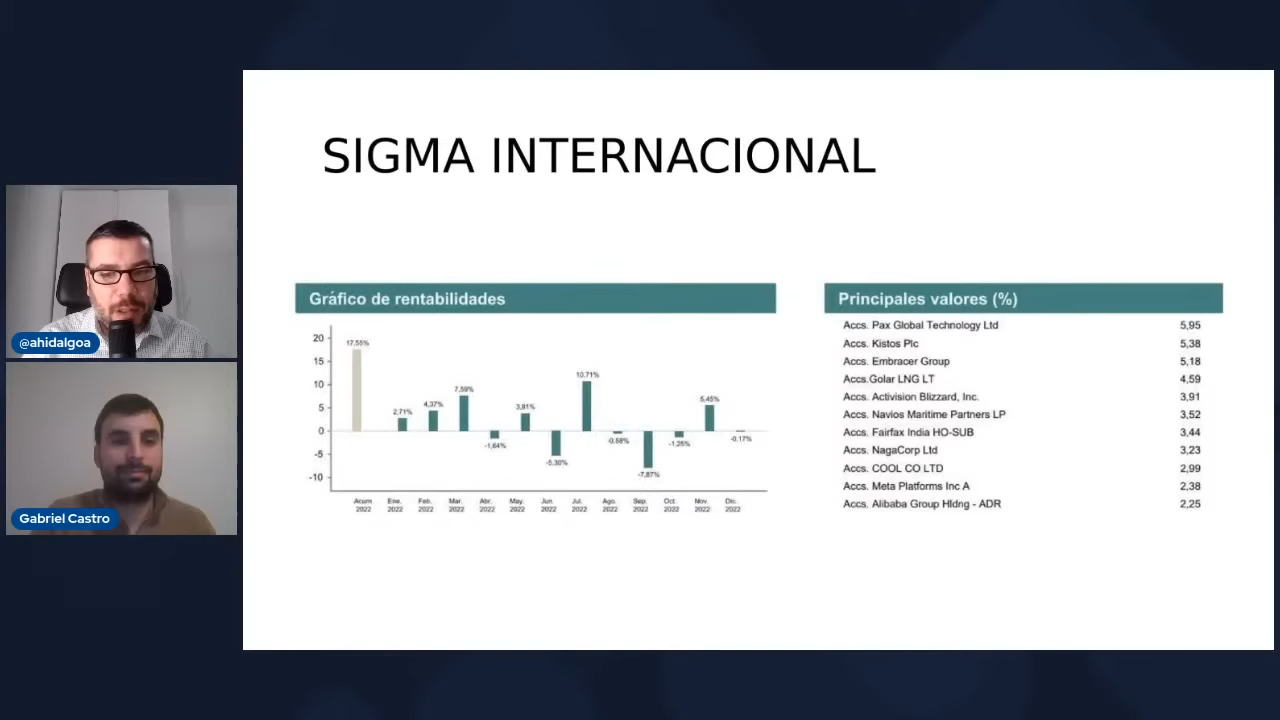 SIGMA INTERNACIONAL
@ahidalgoa
Gabriel Castro
Gráfico de rentabilidades
20
15
10
5
0
-5
-10
17,55%
2,71%
4,37%
7,59%
-1,64%
3,81%
-5,30%
10,71%
-0,58%
-7,87%
-1,25%
5,45%
-0,17%
Acum Ene. Feb. Mar. Abr. May. Jun. Jul. Ago. Sep. Oct. Nov. Dic.
2022 2022 2022 2022 2022 2022 2022 2022 2022 2022 2022 2022 2022
Principales valores (%)
Accs. Pax Global Technology Ltd 5,95
Accs. Kistos Plc 5,38
Accs. Embracer Group 5,18
Accs.Golar LNG LT 4,59
Accs. Activision Blizzard, Inc. 3,91
Accs. Navios Maritime Partners LP 3,52
Accs. Fairfax India HO-SUB 3,44
Accs. NagaCorp Ltd 3,23
Accs. COOL CO LTD 2,99
Accs. Meta Platforms Inc A 2,38
Accs. Alibaba Group Hldng - ADR 2,25